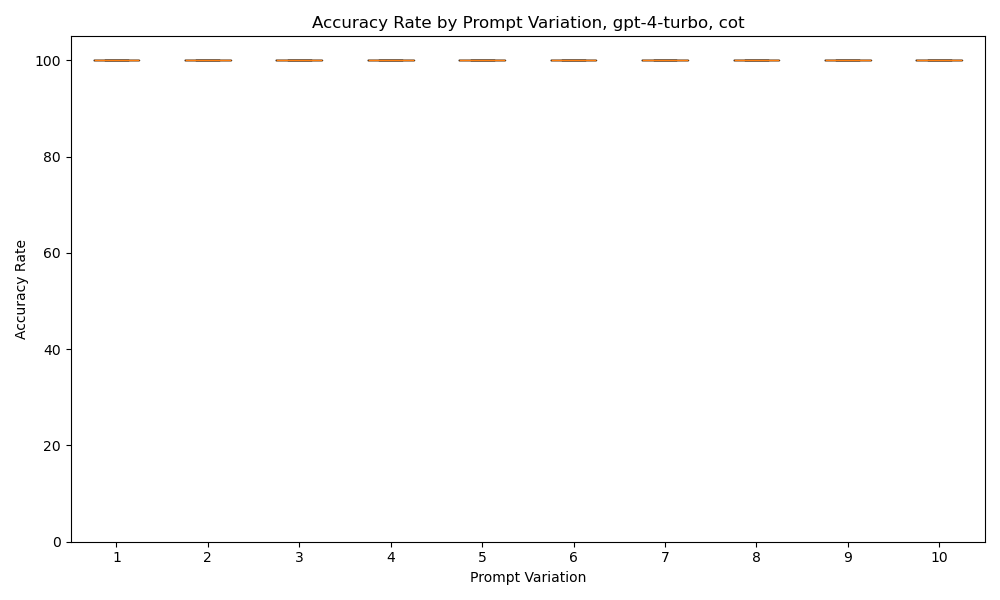 Accuracy Rate by Prompt Variation, gpt-4-turbo, cot
Accuracy Rate
100
80
60
40
20
0
1 2 3 4 5 6 7 8 9 10
Prompt Variation